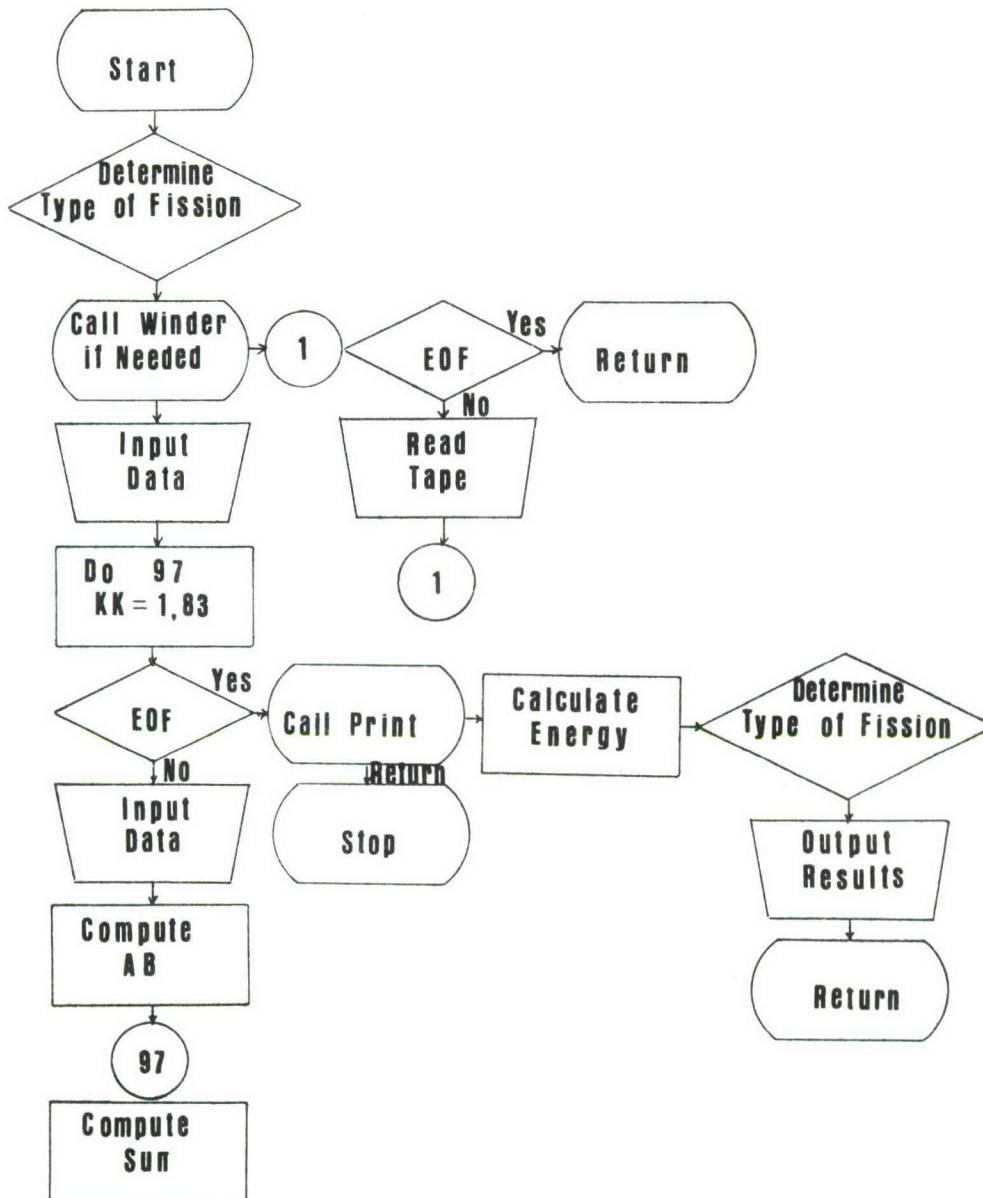 Start
Determine
Type of Fission
Call Winder
if Needed
1
EOF
Yes
Return
No
Read
Tape
1
Input
Data
Do 97
KK = 1,83
EOF
Yes
Call Print
Return
Stop
Calculate
Energy
Determine
Type of Fission
Output
Results
Return
No
Input
Data
Compute
AB
97
Compute
Sum